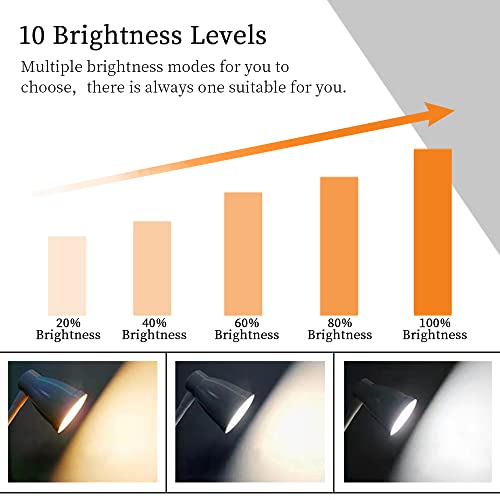 10 Brightness Levels
Multiple brightness modes for you to
choose, there is always one suitable for you.
20% 40% 60% 80% 100%
Brightness Brightness Brightness Brightness Brightness